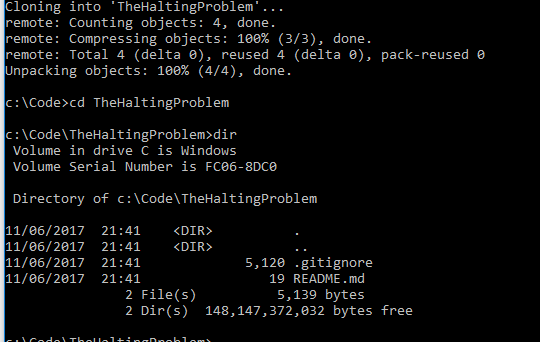 Cloning into 'TheHaltingProblem'...
remote: Counting objects: 4, done.
remote: Compressing objects: 100% (3/3), done.
remote: Total 4 (delta 0), reused 4 (delta 0), pack-reused 0
Unpacking objects: 100% (4/4), done.

c:\Code>cd TheHaltingProblem

c:\Code\TheHaltingProblem>dir
 Volume in drive C is Windows
 Volume Serial Number is FC06-8DC0

 Directory of c:\Code\TheHaltingProblem

11/06/2017  21:41    <DIR>          .
11/06/2017  21:41    <DIR>          ..
11/06/2017  21:41             5,120 .gitignore
11/06/2017  21:41                19 README.md
               2 File(s)          5,139 bytes
               2 Dir(s)  148,147,372,032 bytes free

c:\Code\TheHaltingProblem>